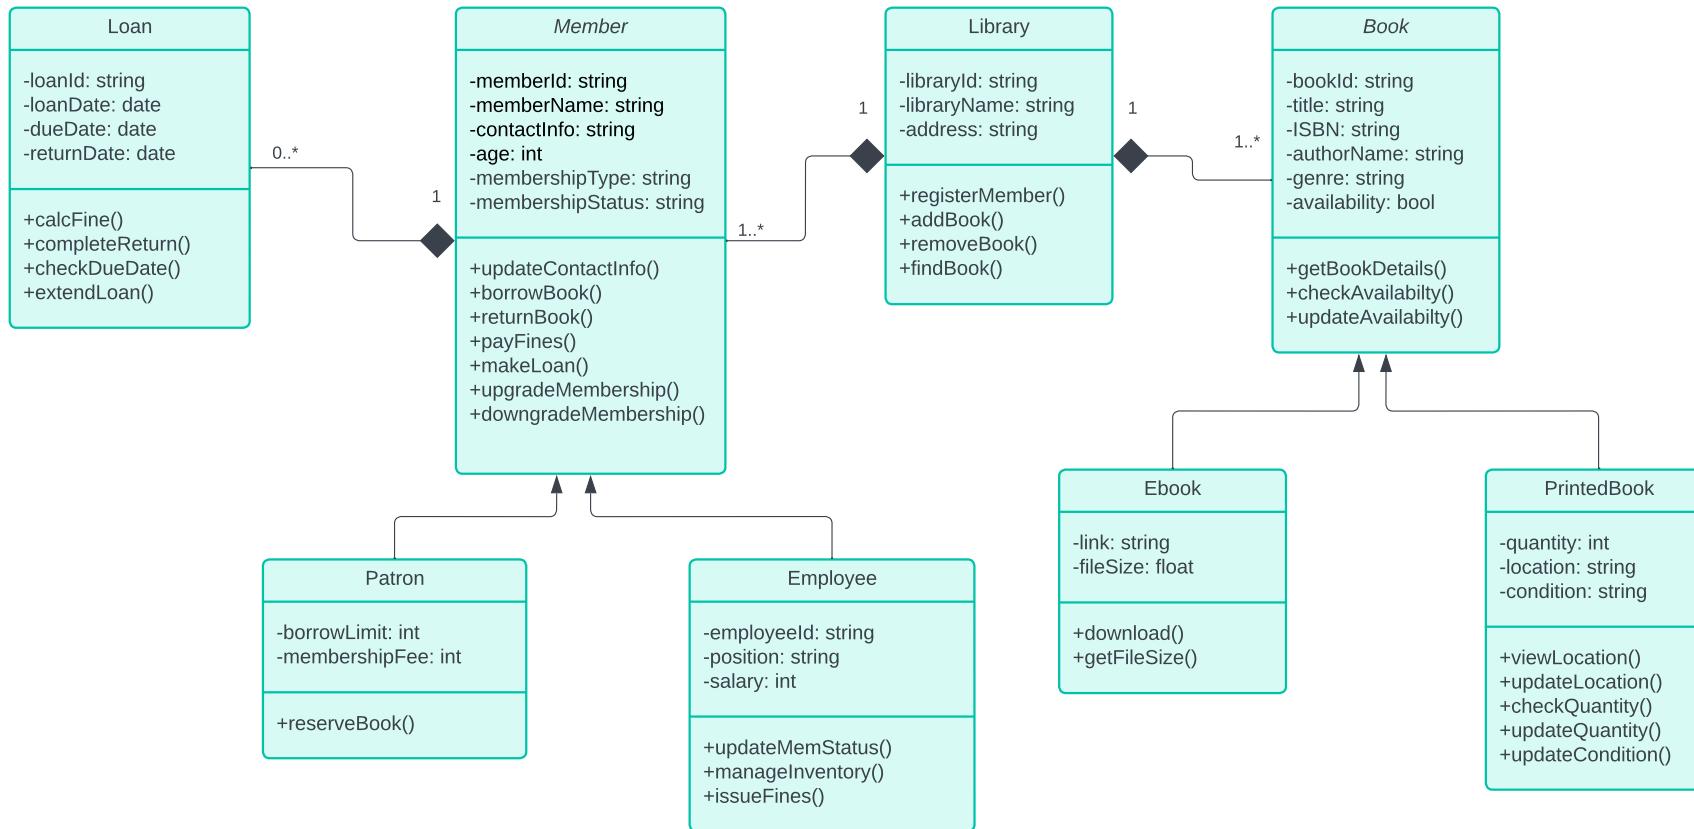 Loan
-loanId: string
-loanDate: date
-dueDate: date
-returnDate: date
+calcFine()
+completeReturn()
+checkDueDate()
+extendLoan()
0..*
1
Member
-memberId: string
-memberName: string
-contactInfo: string
-age: int
-membershipType: string
-membershipStatus: string
+updateContactInfo()
+borrowBook()
+returnBook()
+payFines()
+makeLoan()
+upgradeMembership()
+downgradeMembership()
1..*
1
Library
-libraryId: string
-libraryName: string
-address: string
+registerMember()
+addBook()
+removeBook()
+findBook()
1
1..*
Book
-bookId: string
-title: string
-ISBN: string
-authorName: string
-genre: string
-availability: bool
+getBookDetails()
+checkAvailabilty()
+updateAvailabilty()
Patron
-borrowLimit: int
-membershipFee: int
+reserveBook()
Employee
-employeeId: string
-position: string
-salary: int
+updateMemStatus()
+manageInventory()
+issueFines()
Ebook
-link: string
-fileSize: float
+download()
+getFileSize()
PrintedBook
-quantity: int
-location: string
-condition: string
+viewLocation()
+updateLocation()
+checkQuantity()
+updateQuantity()
+updateCondition()